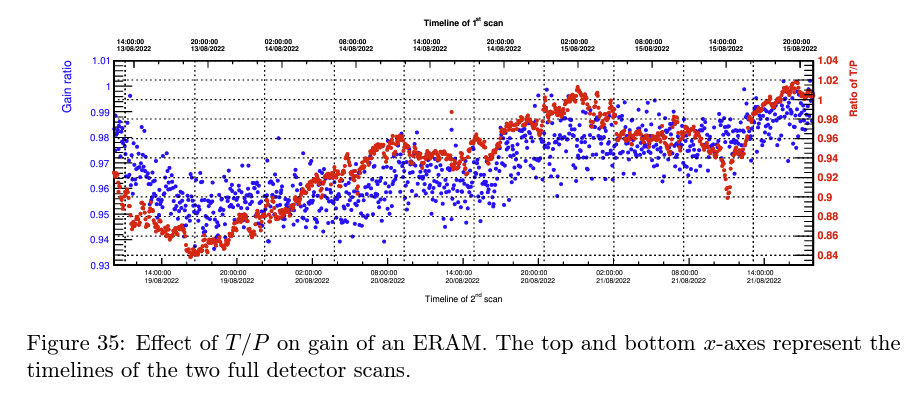 Timeline of 1st scan
14:00:00 20:00:00 02:00:00 08:00:00 14:00:00 20:00:00 02:00:00 08:00:00 14:00:00 20:00:00
13/08/2022 13/08/2022 14/08/2022 14/08/2022 14/08/2022 14/08/2022 15/08/2022 15/08/2022 15/08/2022 15/08/2022
Gain ratio
1.01
1
0.99
0.98
0.97
0.96
0.95
0.94
0.93
1.04
1.02
1
0.98
0.96
0.94
0.92
0.9
0.88
0.86
0.84
Ratio of T/P
14:00:00 20:00:00 02:00:00 08:00:00 14:00:00 20:00:00 02:00:00 08:00:00 14:00:00
19/08/2022 19/08/2022 20/08/2022 20/08/2022 20/08/2022 20/08/2022 21/08/2022 21/08/2022 21/08/2022
Timeline of 2nd scan
Figure 35: Effect of T/P on gain of an ERAM. The top and bottom x-axes represent the
timelines of the two full detector scans.